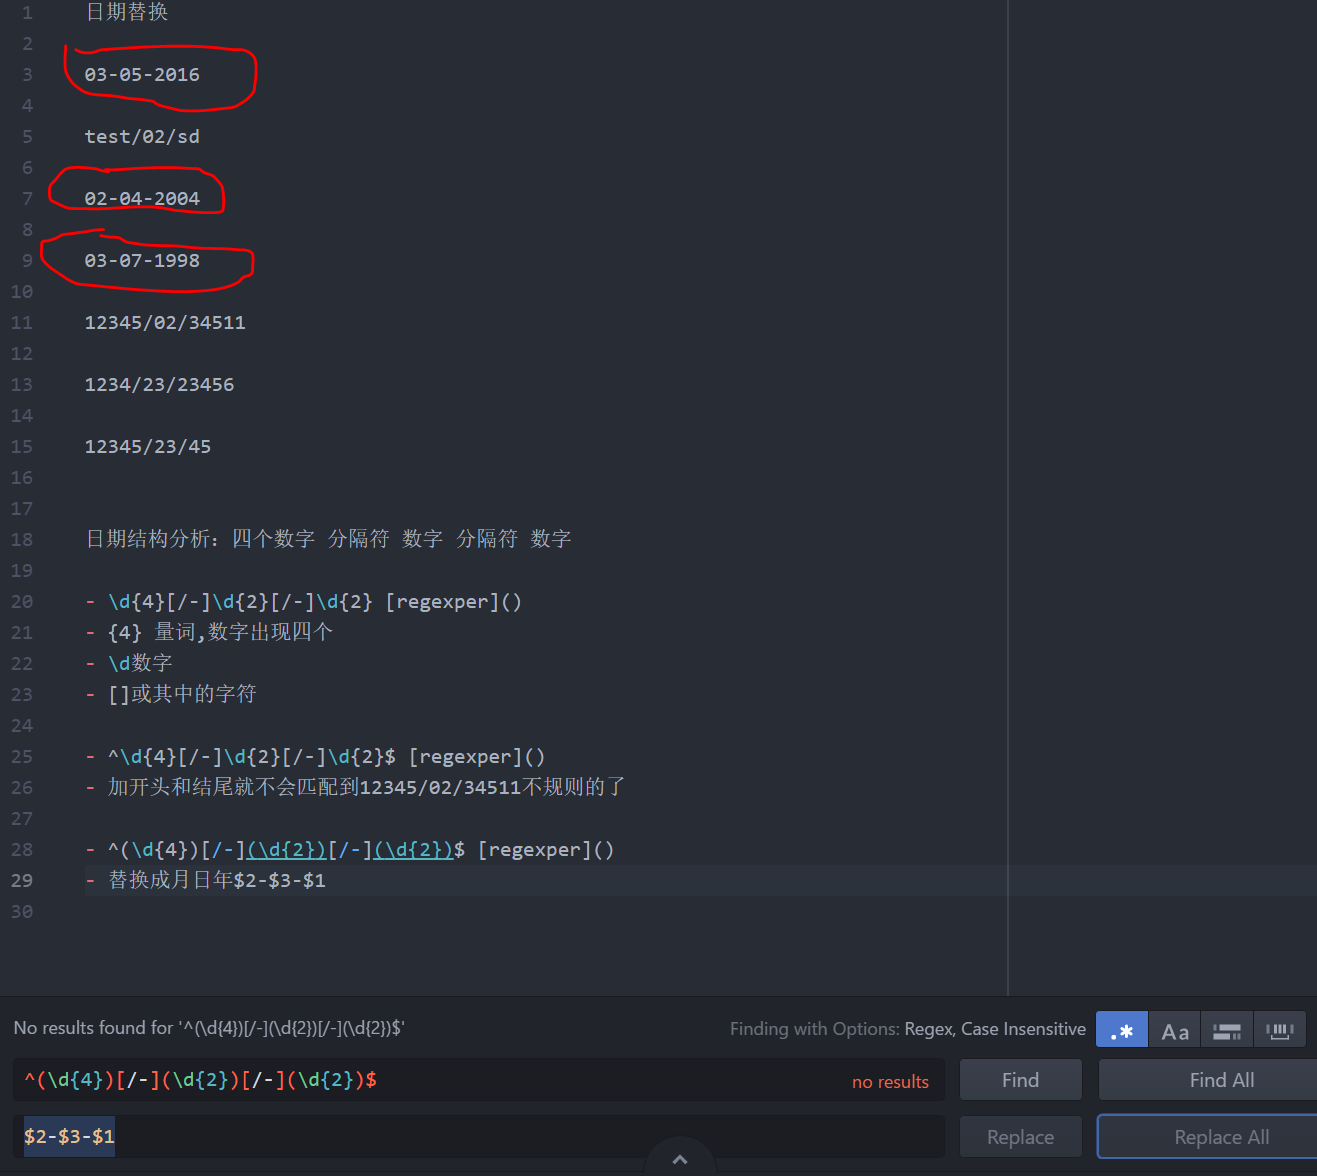 1 日期替换
2
3 03-05-2016
4
5 test/02/sd
6
7 02-04-2004
8
9 03-07-1998
10
11 12345/02/34511
12
13 1234/23/23456
14
15 12345/23/45
16
17
18 日期结构分析：四个数字 分隔符 数字 分隔符 数字
19
20 - \d{4}[/-]\d{2}[/-]\d{2} [regexper]()
21 - {4} 量词,数字出现四个
22 - \d数字
23 - []或其中的字符
24
25 - ^\d{4}[/-]\d{2}[/-]\d{2}$ [regexper]()
26 - 加开头和结尾就不会匹配到12345/02/34511不规则的了
27
28 - ^(\d{4})[/-](\d{2})[/-](\d{2})$ [regexper]()
29 - 替换成月日年$2-$3-$1
30
No results found for '^(\d{4})[/-](\d{2})[/-](\d{2})$' Finding with Options: Regex, Case Insensitive .* Aa
^(\d{4})[/-](\d{2})[/-](\d{2})$ no results Find Find All
$2-$3-$1 Replace Replace All